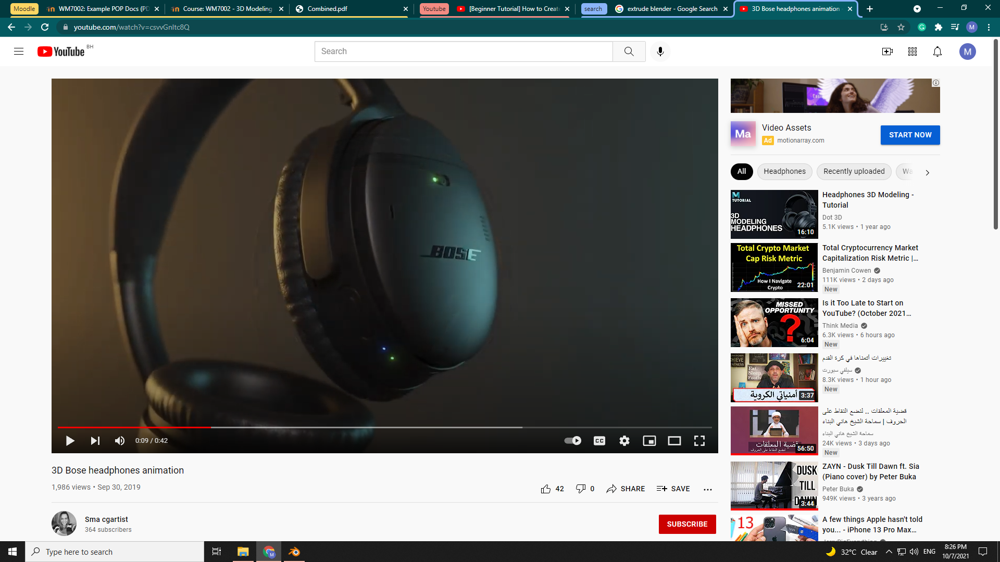 Moodle
WM7002: Example POP Docs (PD
Course: WM7002 - 3D Modeling
Combined.pdf
Youtube
[Beginner Tutorial] How to Create
search
extrude blender - Google Search
3D Bose headphones animation
youtube.com/watch?v=csvvGnltc8Q
M
YouTube BH
Search
M
BOSE
0:09 / 0:42
CC
3D Bose headphones animation
1,986 views • Sep 30, 2019
42
0
SHARE
SAVE
Sma cgartist
364 subscribers
SUBSCRIBE
Ma
Video Assets
Ad motionarray.com
START NOW
All
Headphones
Recently uploaded
Wa
TUTORIAL
3D
MODELING
HEADPHONES
16:10
Headphones 3D Modeling -
Tutorial
Dot 3D
5.1K views • 1 year ago
Total Crypto Market
Cap Risk Metric
How I Navigate
Crypto
22:01
Total Cryptocurrency Market
Capitalization Risk Metric |...
Benjamin Cowen
111K views • 2 days ago
New
MISSED
OPPORTUNITY
?
6:04
Is it Too Late to Start on
YouTube? (October 2021...
Think Media
6.3K views • 6 hours ago
New
Eat,
Sleep,
أمنياتي الكروية
3:37
تغييرات أتمناها في كرة القدم
سيلفي سبورت
8.3K views • 1 hour ago
New
قضية المعلقات
لنضع النقاط على الحروف
56:50
قضية المعلقات .. لنضع النقاط على
الحروف | سماحة الشيخ هاني البناء
سماحة الشيخ هاني البناء
24K views • 3 days ago
New
DUSK
TILL
DAWN
3:44
ZAYN - Dusk Till Dawn ft. Sia
(Piano cover) by Peter Buka
Peter Buka
949K views • 3 years ago
13
A few things Apple hasn't told
you... - iPhone 13 Pro Max...
Type here to search
32°C Clear
ENG
8:26 PM
10/7/2021